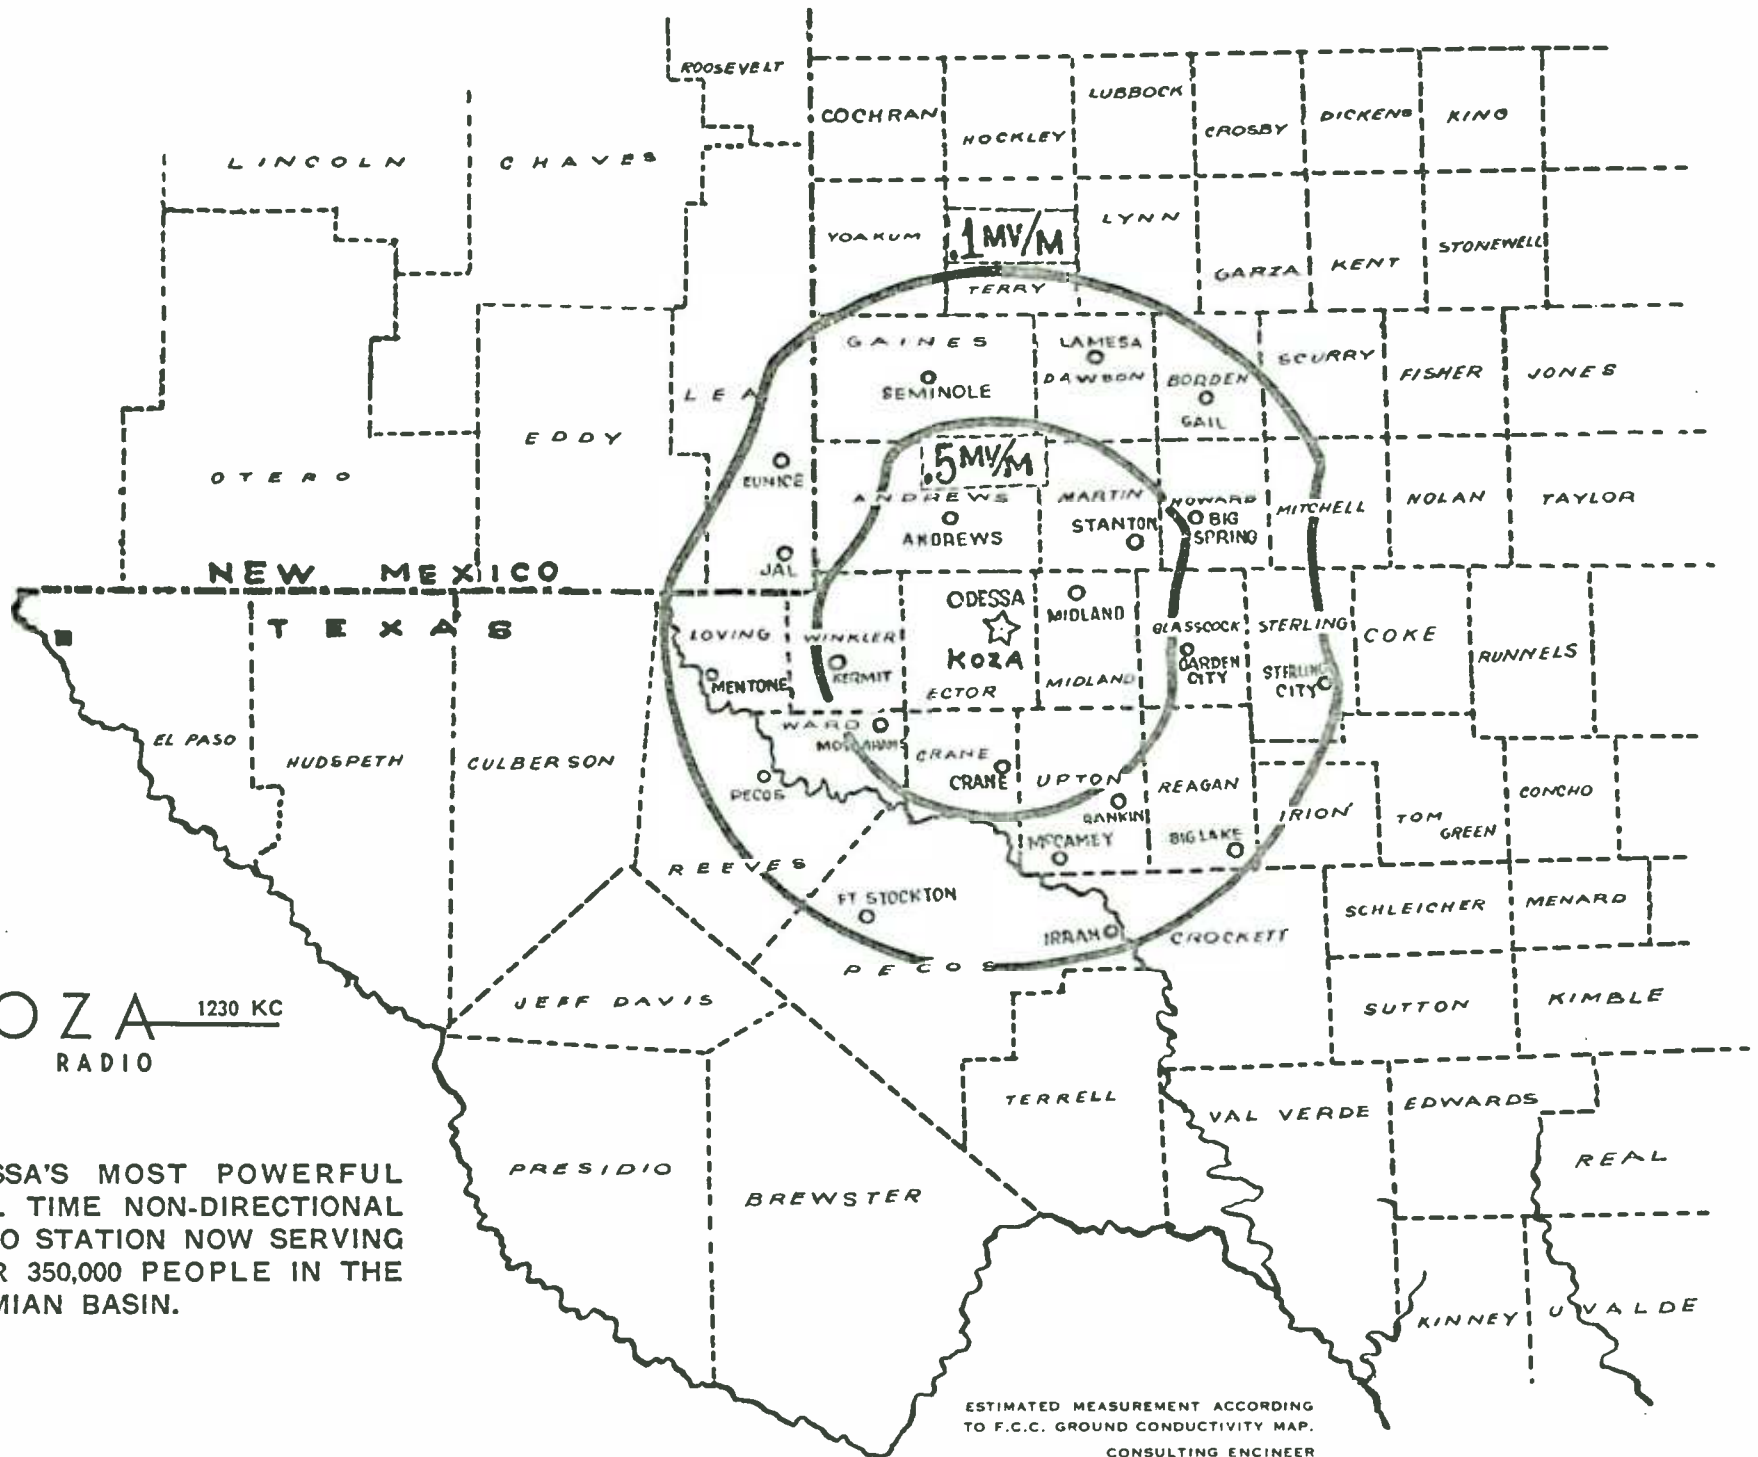 ROOSEVELT
LUBBOCK
COCHRAN
HOCKLEY
CROSBY
DICKENS
KING
LINCOLN
CHAVES
YOAKUM
.1 MV/M
LYNN
GARZA
KENT
STONEWELL
TERRY
GAINES
LAMESA
SCURRY
LEA
SEMINOLE
DAWSON
BORDEN
FISHER
JONES
GAIL
EDDY
OTERO
EUNICE
.5 MV/M
ANDREWS
MARTIN
HOWARD
MITCHELL
NOLAN
TAYLOR
ANDREWS
STANTON
BIG
SPRING
JAL
NEW MEXICO
TEXAS
ODESSA
MIDLAND
LOVING
WINKLER
KOZA
GLASSCOCK
STERLING
COKE
RUNNELS
MENTONE
KERMIT
ECTOR
MIDLAND
GARDEN
CITY
STERLING
CITY
EL PASO
HUDSPETH
CULBERSON
WARD
CRANE
CRANE
UPTON
REAGAN
IRION
TOM
GREEN
CONCHO
PECOS
RANKIN
MCCAMEY
BIG LAKE
REEVES
FT STOCKTON
IRRAN
CROCKETT
SCHLEICHER
MENARD
PECOS
JEFF DAVIS
SUTTON
KIMBLE
OZA 1230 KC
RADIO
TERRELL
VAL VERDE
EDWARDS
REAL
PRESIDIO
BREWSTER
KINNEY
UVALDE
SSA'S MOST POWERFUL
. TIME NON-DIRECTIONAL
O STATION NOW SERVING
R 350,000 PEOPLE IN THE
MIAN BASIN.
ESTIMATED MEASUREMENT ACCORDING
TO F.C.C. GROUND CONDUCTIVITY MAP.
CONSULTING ENGINEER